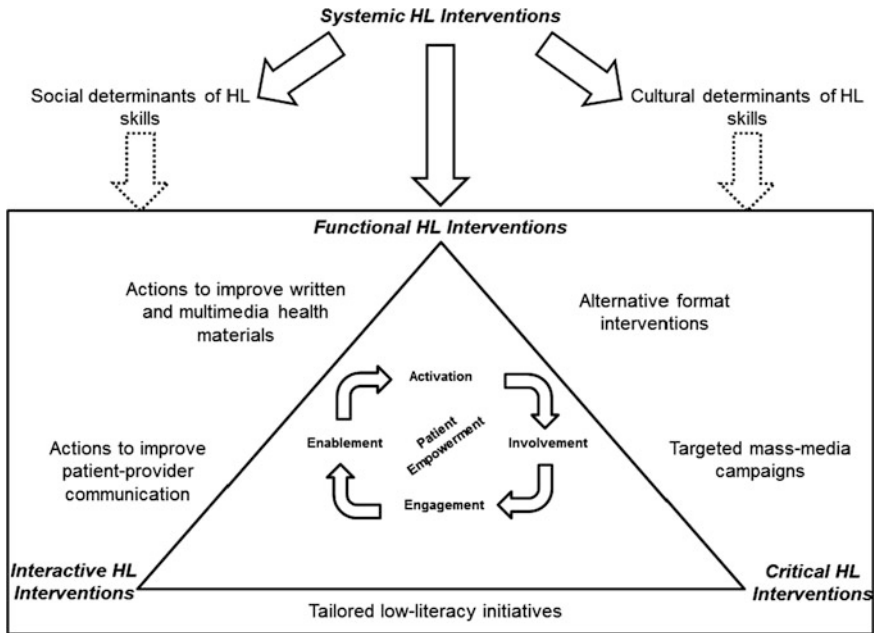 Systemic HL Interventions
Social determinants of HL
skills
Cultural determinants of HL
skills
Functional HL Interventions
Actions to improve written
and multimedia health
materials
Alternative format
interventions
Activation
Enablement
Patient
Empowerment
Involvement
Engagement
Actions to improve
patient-provider
communication
Targeted mass-media
campaigns
Interactive HL
Interventions
Critical HL
Interventions
Tailored low-literacy initiatives